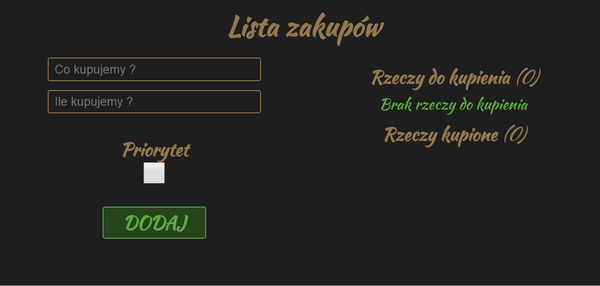 Lista zakupów
Co kupujemy ?
Ile kupujemy ?
Priorytet
DODAJ
Rzeczy do kupienia (0)
Brak rzeczy do kupienia
Rzeczy kupione (0)